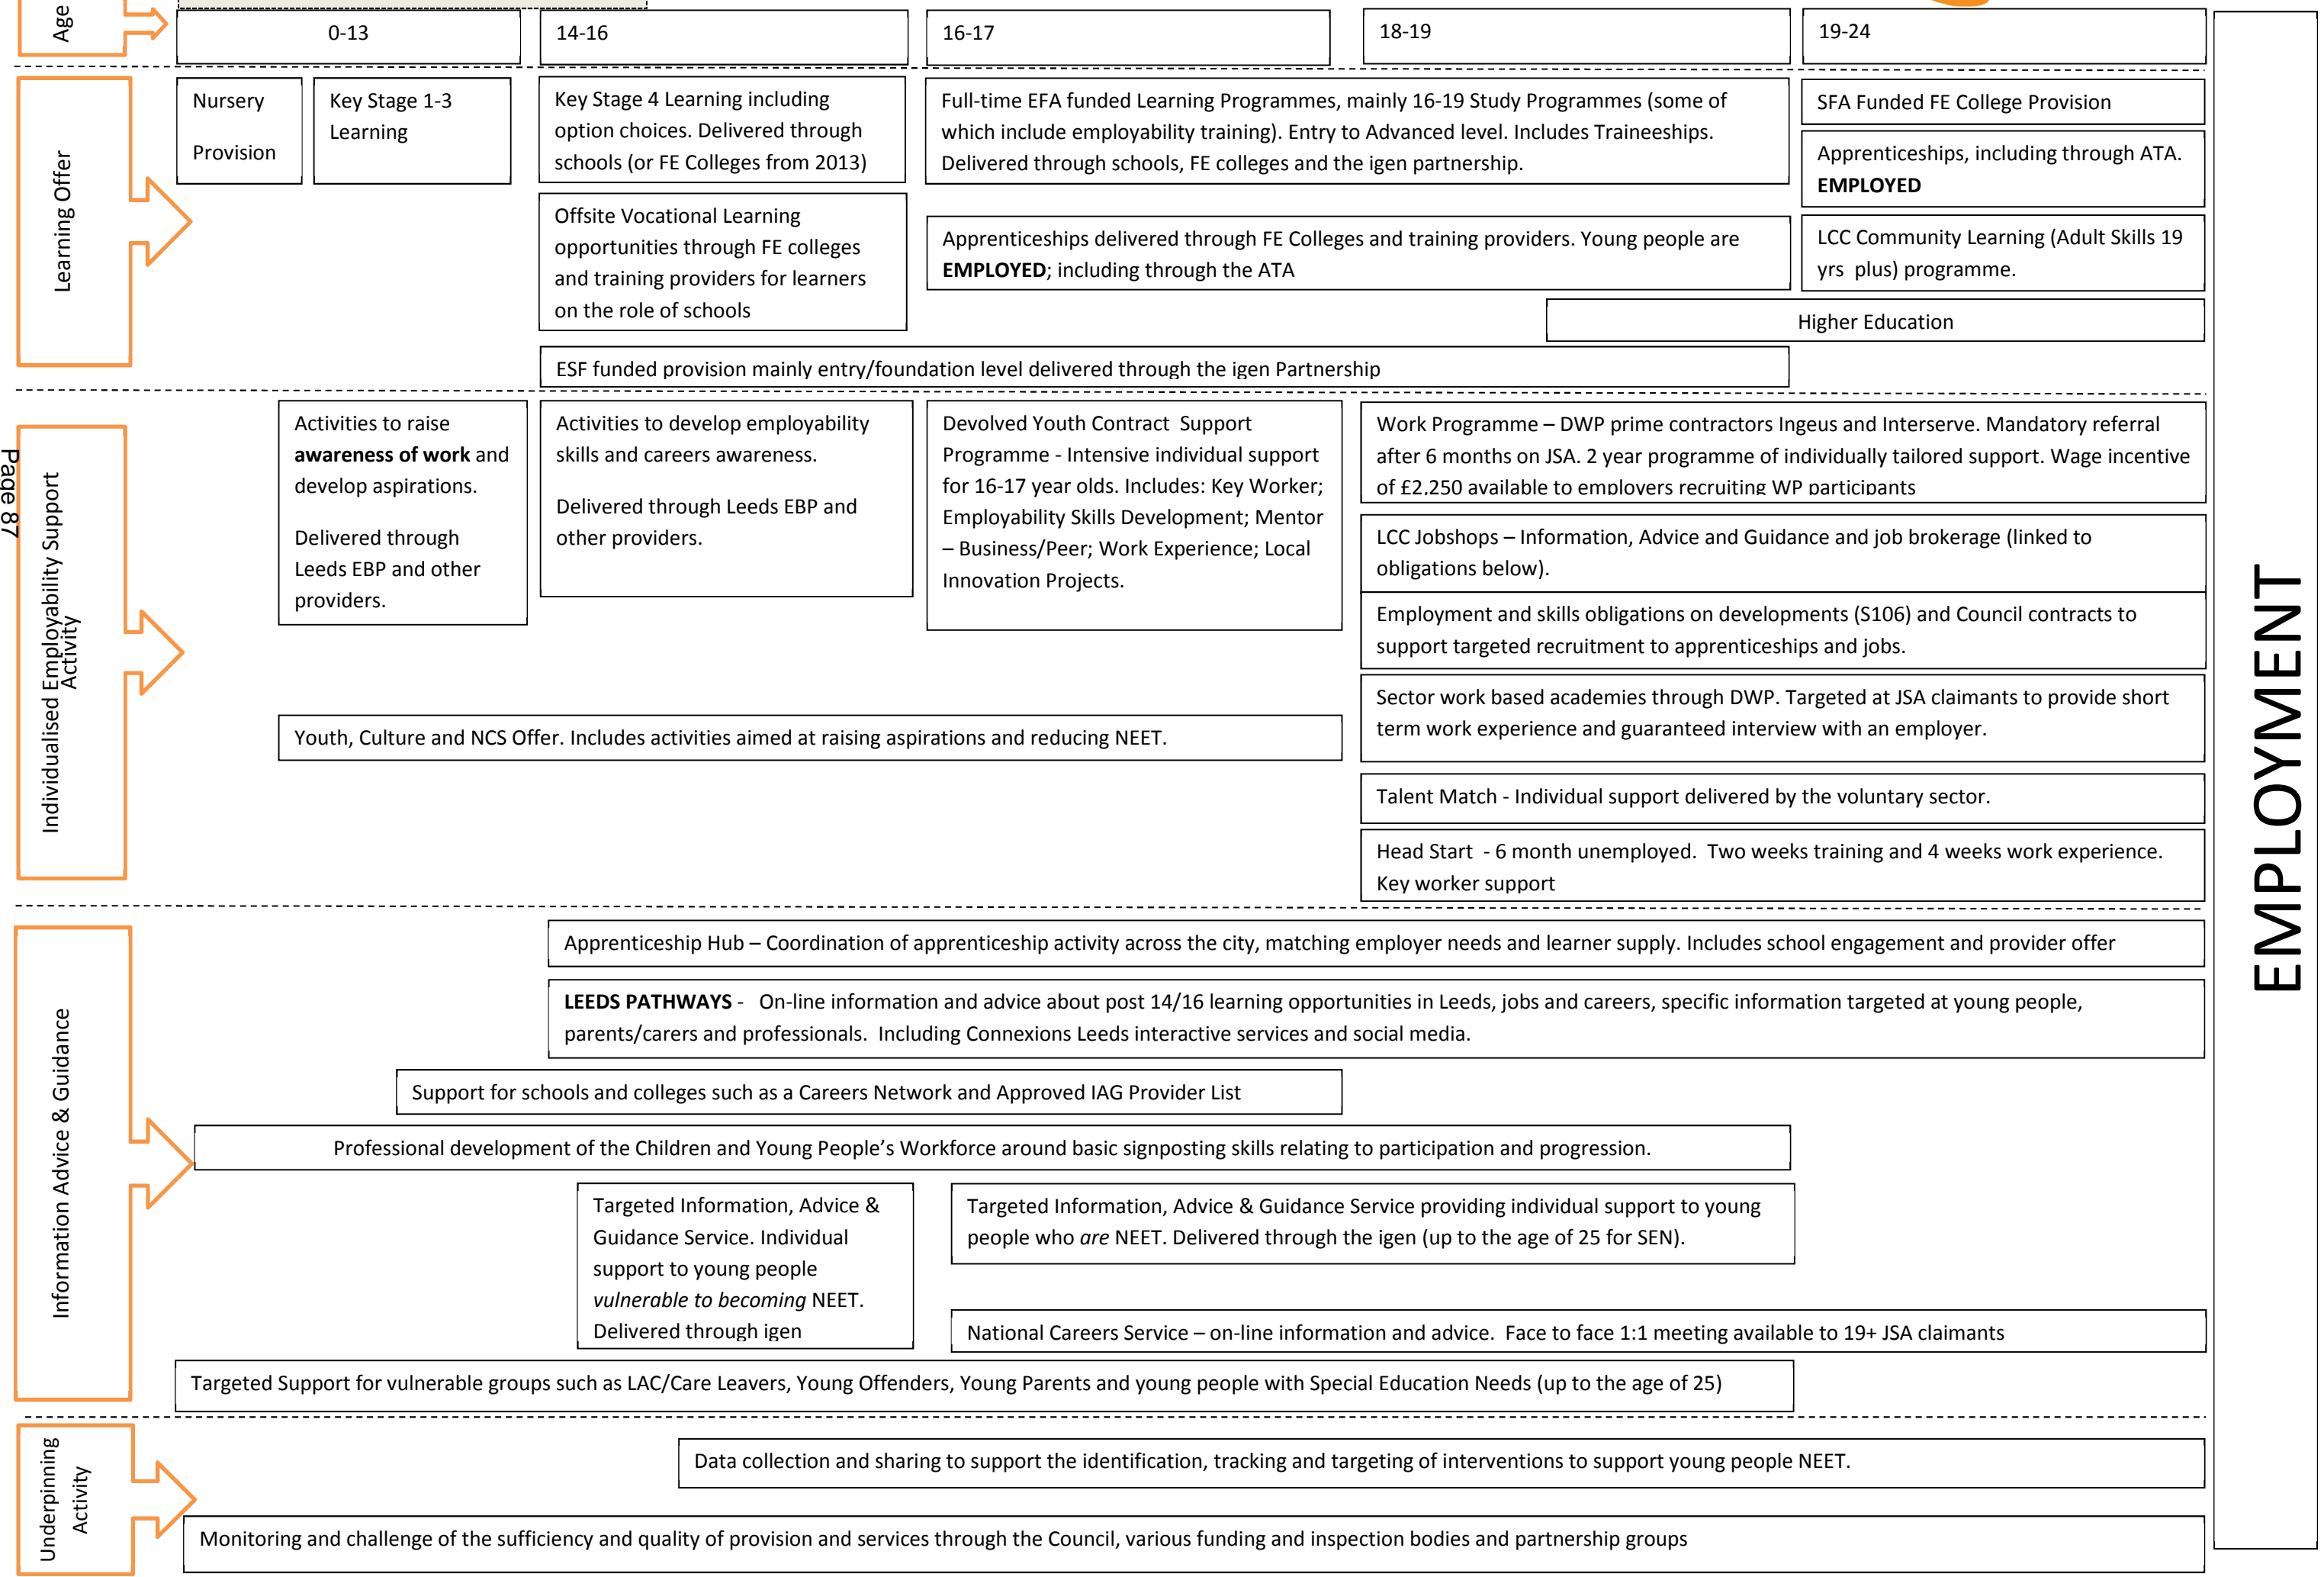 Age
0-13
14-16
16-17
18-19
19-24
Learning Offer
Nursery
Provision
Key Stage 1-3
Learning
Key Stage 4 Learning including
option choices. Delivered through
schools (or FE Colleges from 2013)
Full-time EFA funded Learning Programmes, mainly 16-19 Study Programmes (some of
which include employability training). Entry to Advanced level. Includes Traineeships.
Delivered through schools, FE colleges and the igen partnership.
SFA Funded FE College Provision
Apprenticeships, including through ATA.
EMPLOYED
Offsite Vocational Learning
opportunities through FE colleges
and training providers for learners
on the role of schools
Apprenticeships delivered through FE Colleges and training providers. Young people are
EMPLOYED; including through the ATA
LCC Community Learning (Adult Skills 19
yrs  plus) programme.
Higher Education
ESF funded provision mainly entry/foundation level delivered through the igen Partnership
Page 87
Individualised Employability Support
Activity
Activities to raise
awareness of work and
develop aspirations.
Delivered through
Leeds EBP and other
providers.
Activities to develop employability
skills and careers awareness.
Delivered through Leeds EBP and
other providers.
Devolved Youth Contract  Support
Programme - Intensive individual support
for 16-17 year olds. Includes: Key Worker;
Employability Skills Development; Mentor
– Business/Peer; Work Experience; Local
Innovation Projects.
Work Programme – DWP prime contractors Ingeus and Interserve. Mandatory referral
after 6 months on JSA. 2 year programme of individually tailored support. Wage incentive
of £2,250 available to employers recruiting WP participants
LCC Jobshops – Information, Advice and Guidance and job brokerage (linked to
obligations below).
Employment and skills obligations on developments (S106) and Council contracts to
support targeted recruitment to apprenticeships and jobs.
Sector work based academies through DWP. Targeted at JSA claimants to provide short
term work experience and guaranteed interview with an employer.
Youth, Culture and NCS Offer. Includes activities aimed at raising aspirations and reducing NEET.
Talent Match - Individual support delivered by the voluntary sector.
Head Start  - 6 month unemployed.  Two weeks training and 4 weeks work experience.
Key worker support
EMPLOYMENT
Information Advice & Guidance
Apprenticeship Hub – Coordination of apprenticeship activity across the city, matching employer needs and learner supply. Includes school engagement and provider offer
LEEDS PATHWAYS -   On-line information and advice about post 14/16 learning opportunities in Leeds, jobs and careers, specific information targeted at young people,
parents/carers and professionals.  Including Connexions Leeds interactive services and social media.
Support for schools and colleges such as a Careers Network and Approved IAG Provider List
Professional development of the Children and Young People’s Workforce around basic signposting skills relating to participation and progression.
Targeted Information, Advice &
Guidance Service. Individual
support to young people
vulnerable to becoming NEET.
Delivered through igen
Targeted Information, Advice & Guidance Service providing individual support to young
people who are NEET. Delivered through the igen (up to the age of 25 for SEN).
National Careers Service – on-line information and advice.  Face to face 1:1 meeting available to 19+ JSA claimants
Targeted Support for vulnerable groups such as LAC/Care Leavers, Young Offenders, Young Parents and young people with Special Education Needs (up to the age of 25)
Underpinning
Activity
Data collection and sharing to support the identification, tracking and targeting of interventions to support young people NEET.
Monitoring and challenge of the sufficiency and quality of provision and services through the Council, various funding and inspection bodies and partnership groups